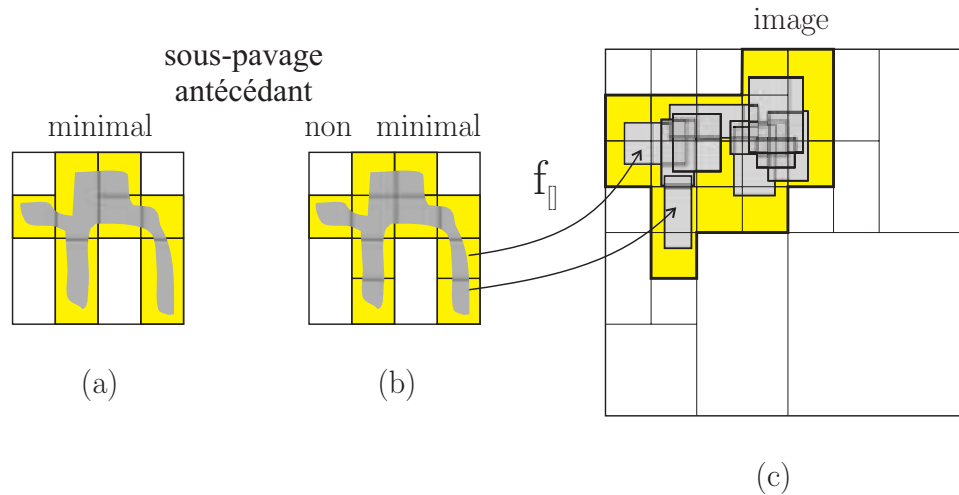 image
sous-pavage
antécédant
minimal
non minimal
f[]
(a)
(b)
(c)